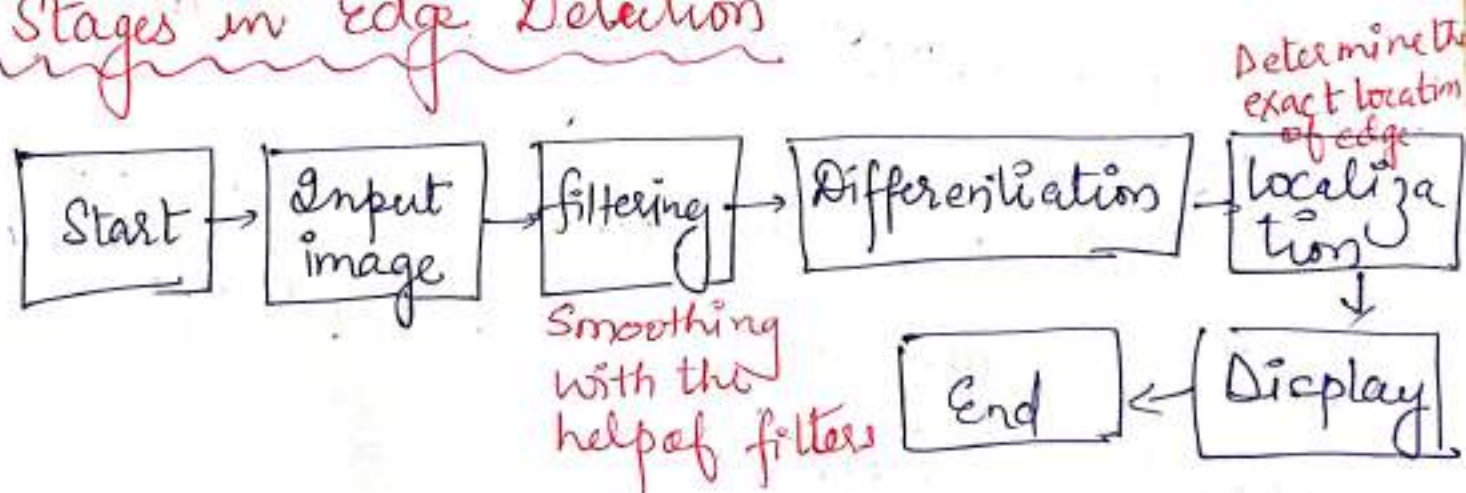 Stages in Edge Detection
Determine the
exact location
of edge
Start
Input
image
filtering
Differentiation
localiza
tion
Smoothing
with the
help of filters
End
Display